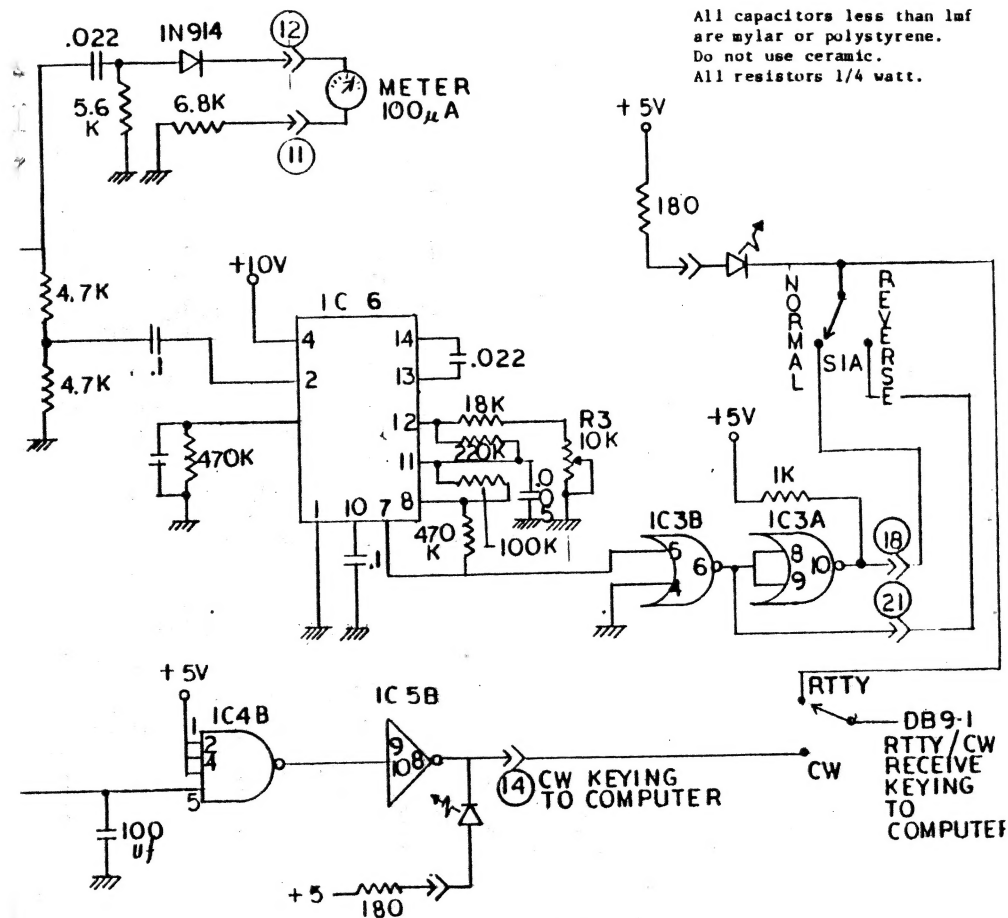 All capacitors less than 1mf
are mylar or polystyrene.
Do not use ceramic.
All resistors 1/4 watt.
.022
1N914
12
METER
100μA
5.6
K
6.8K
11
+5V
180
NORMAL
REVERSE
S1A
4.7K
4.7K
.1
+10V
IC 6
4
2
14
13
12
11
8
1
10
7
.022
18K
220K
R3
10K
.005
470K
470
K
100K
.1
+5V
1K
IC3B
5
4
6
IC3A
8
9
10
18
21
+5V
IC4B
1
2
4
5
IC5B
9
10
8
14
CW KEYING
TO COMPUTER
RTTY
CW
DB9-1
RTTY/CW
RECEIVE
KEYING
TO
COMPUTER
100
uf
+5
180